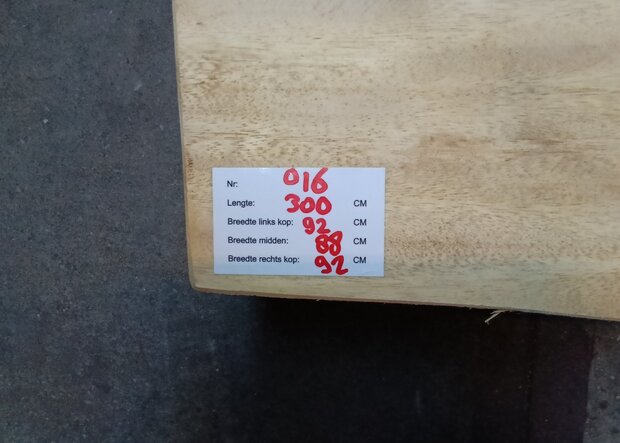 Nr: 016
Lengte: 300 CM
Breedte links kop: 92 CM
Breedte midden: 88 CM
Breedte rechts kop: 92 CM